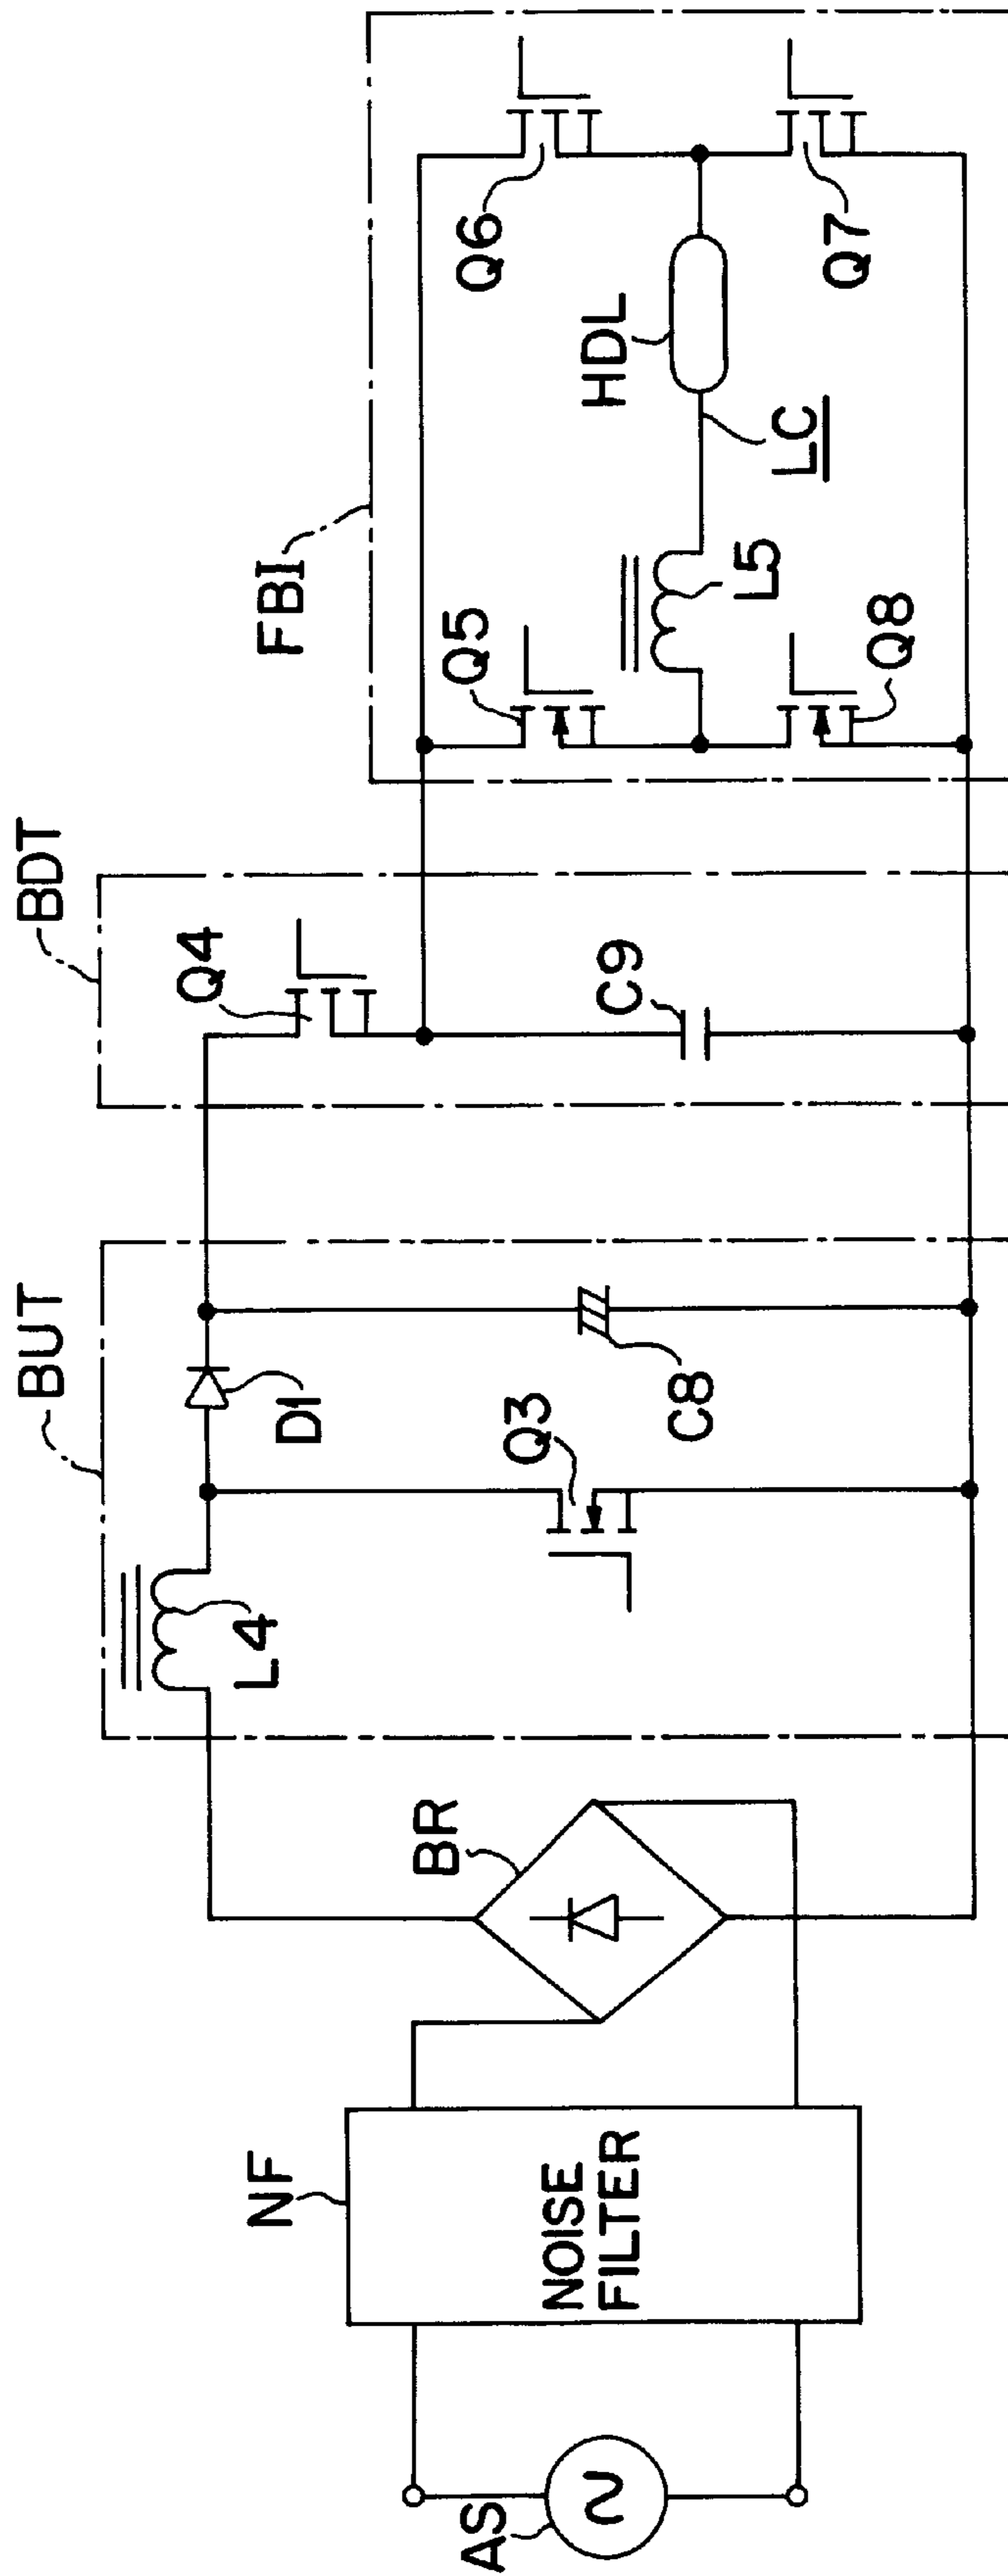 AS
NF
NOISE
FILTER
BR
BUT
L4
D1
Q3
C8
BDT
Q4
C9
FBI
Q5
L5
Q8
HDL
LC
Q6
Q7